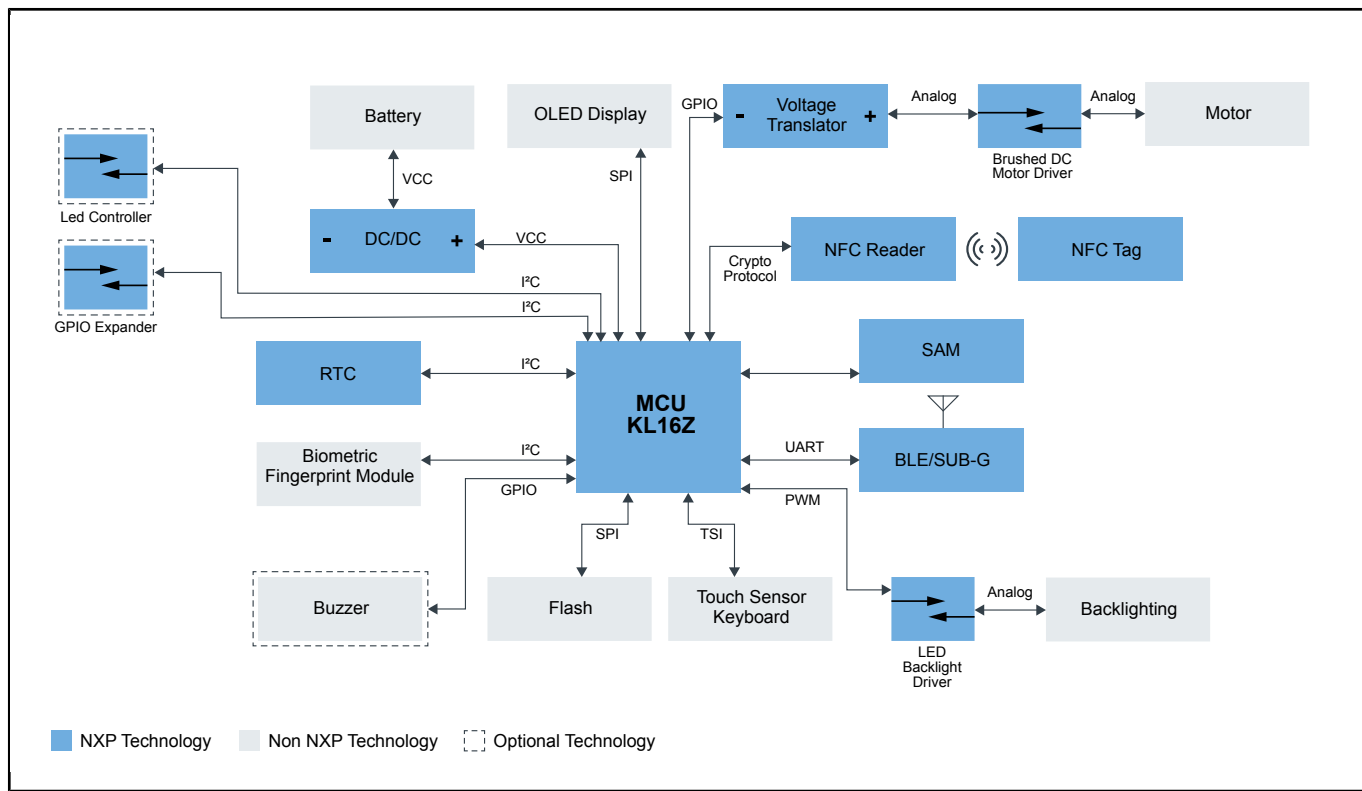 Battery
OLED Display
GPIO
-
Voltage
Translator
+
Analog
Analog
Motor
Brushed DC
Motor Driver
VCC
SPI
Led Controller
-
DC/DC
+
VCC
Crypto
Protocol
NFC Reader
NFC Tag
I²C
I²C
GPIO Expander
RTC
I²C
MCU
KL16Z
SAM
Biometric
Fingerprint Module
I²C
GPIO
UART
BLE/SUB-G
PWM
SPI
TSI
Buzzer
Flash
Touch Sensor
Keyboard
Analog
Backlighting
LED
Backlight
Driver
NXP Technology
Non NXP Technology
Optional Technology